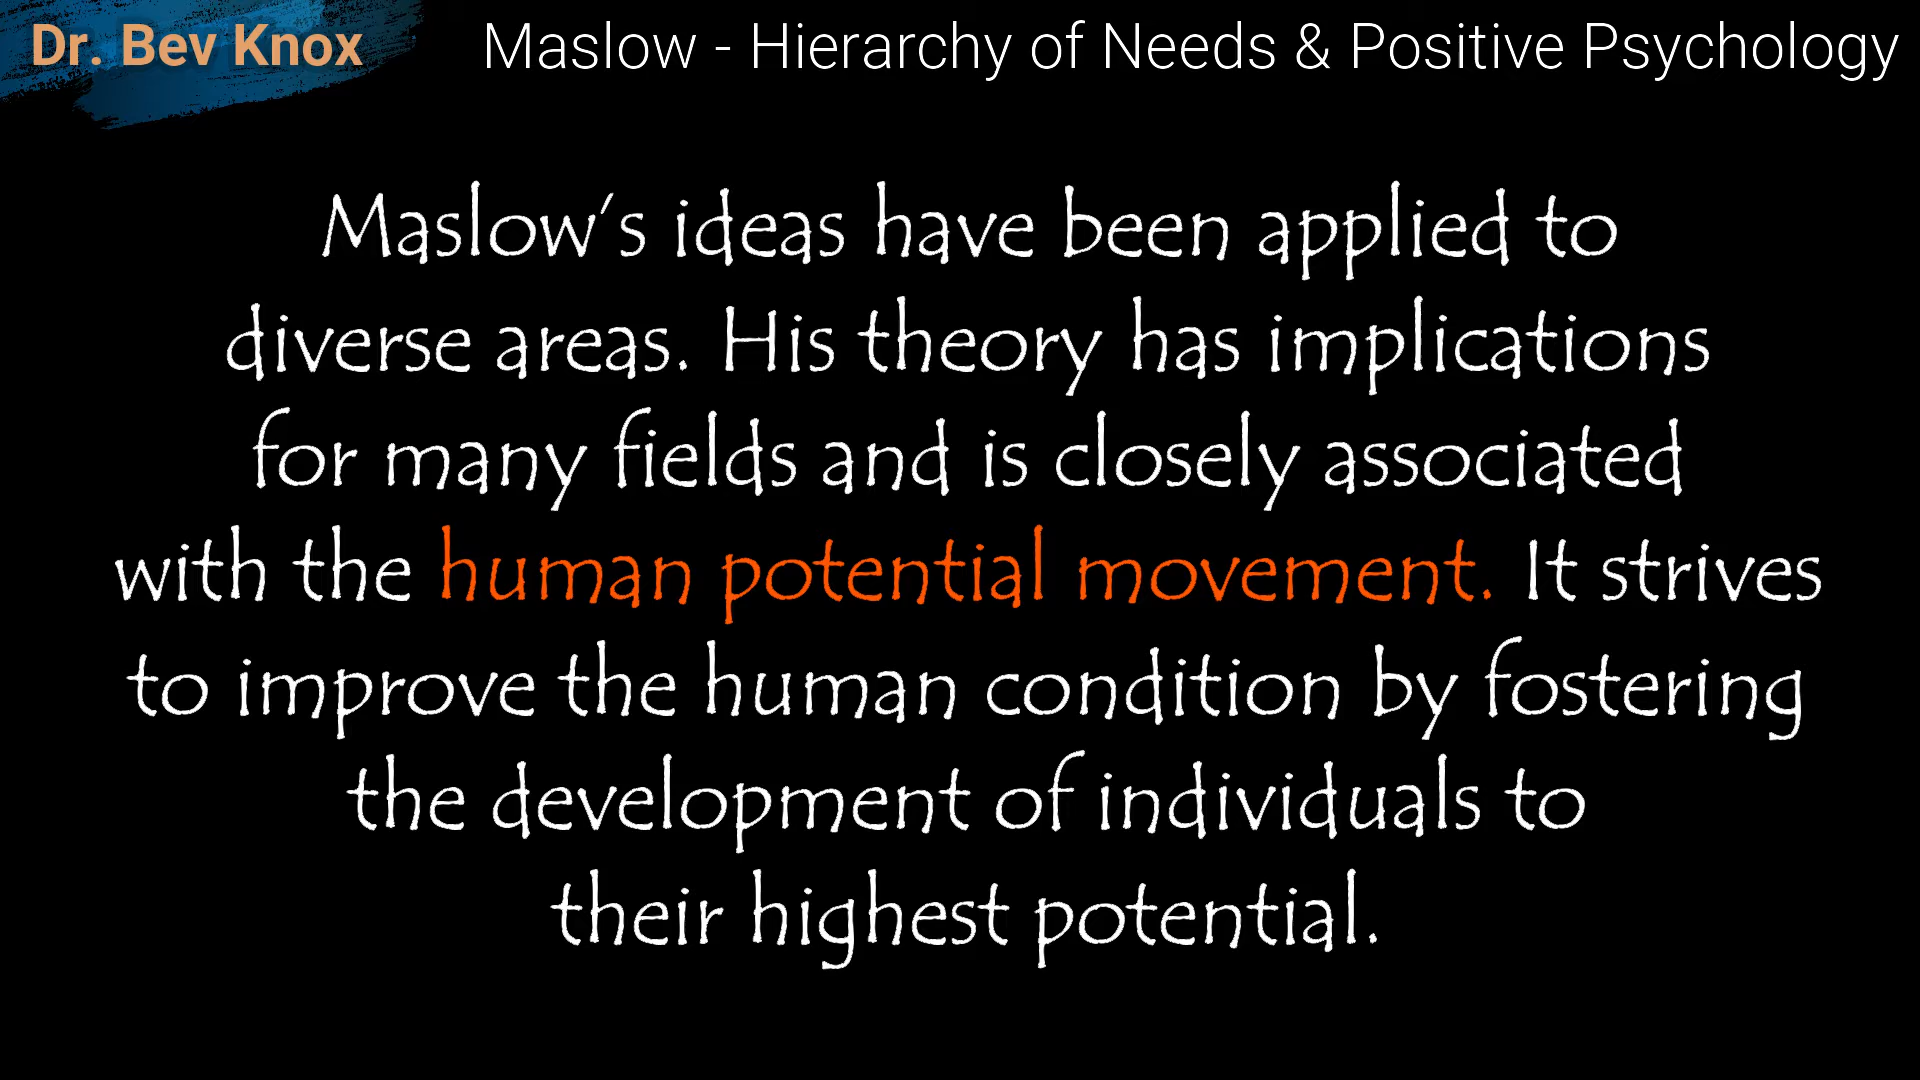 Dr. Bev Knox
Maslow - Hierarchy of Needs & Positive Psychology
Maslow's ideas have been applied to
diverse areas. His theory has implications
for many fields and is closely associated
with the human potential movement. It strives
to improve the human condition by fostering
the development of individuals to
their highest potential.